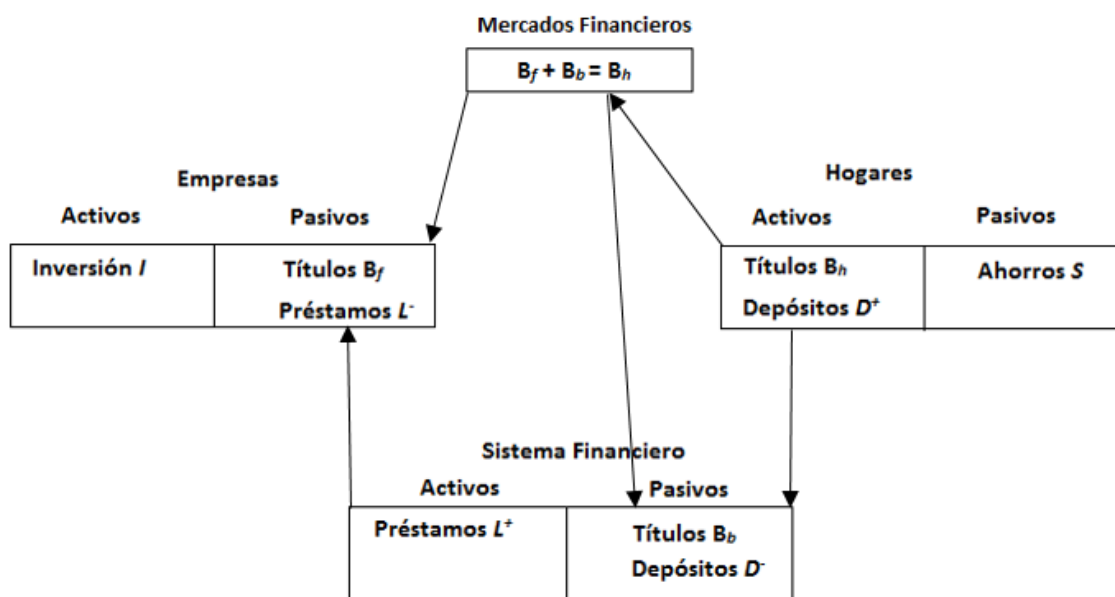 Mercados Financieros
Bf + Bb = Bh
Empresas
Activos Pasivos
Inversión I Títulos Bf
Préstamos L-
Hogares
Activos Pasivos
Títulos Bh Ahorros S
Depósitos D+
Sistema Financiero
Activos Pasivos
Préstamos L+ Títulos Bb
Depósitos D-